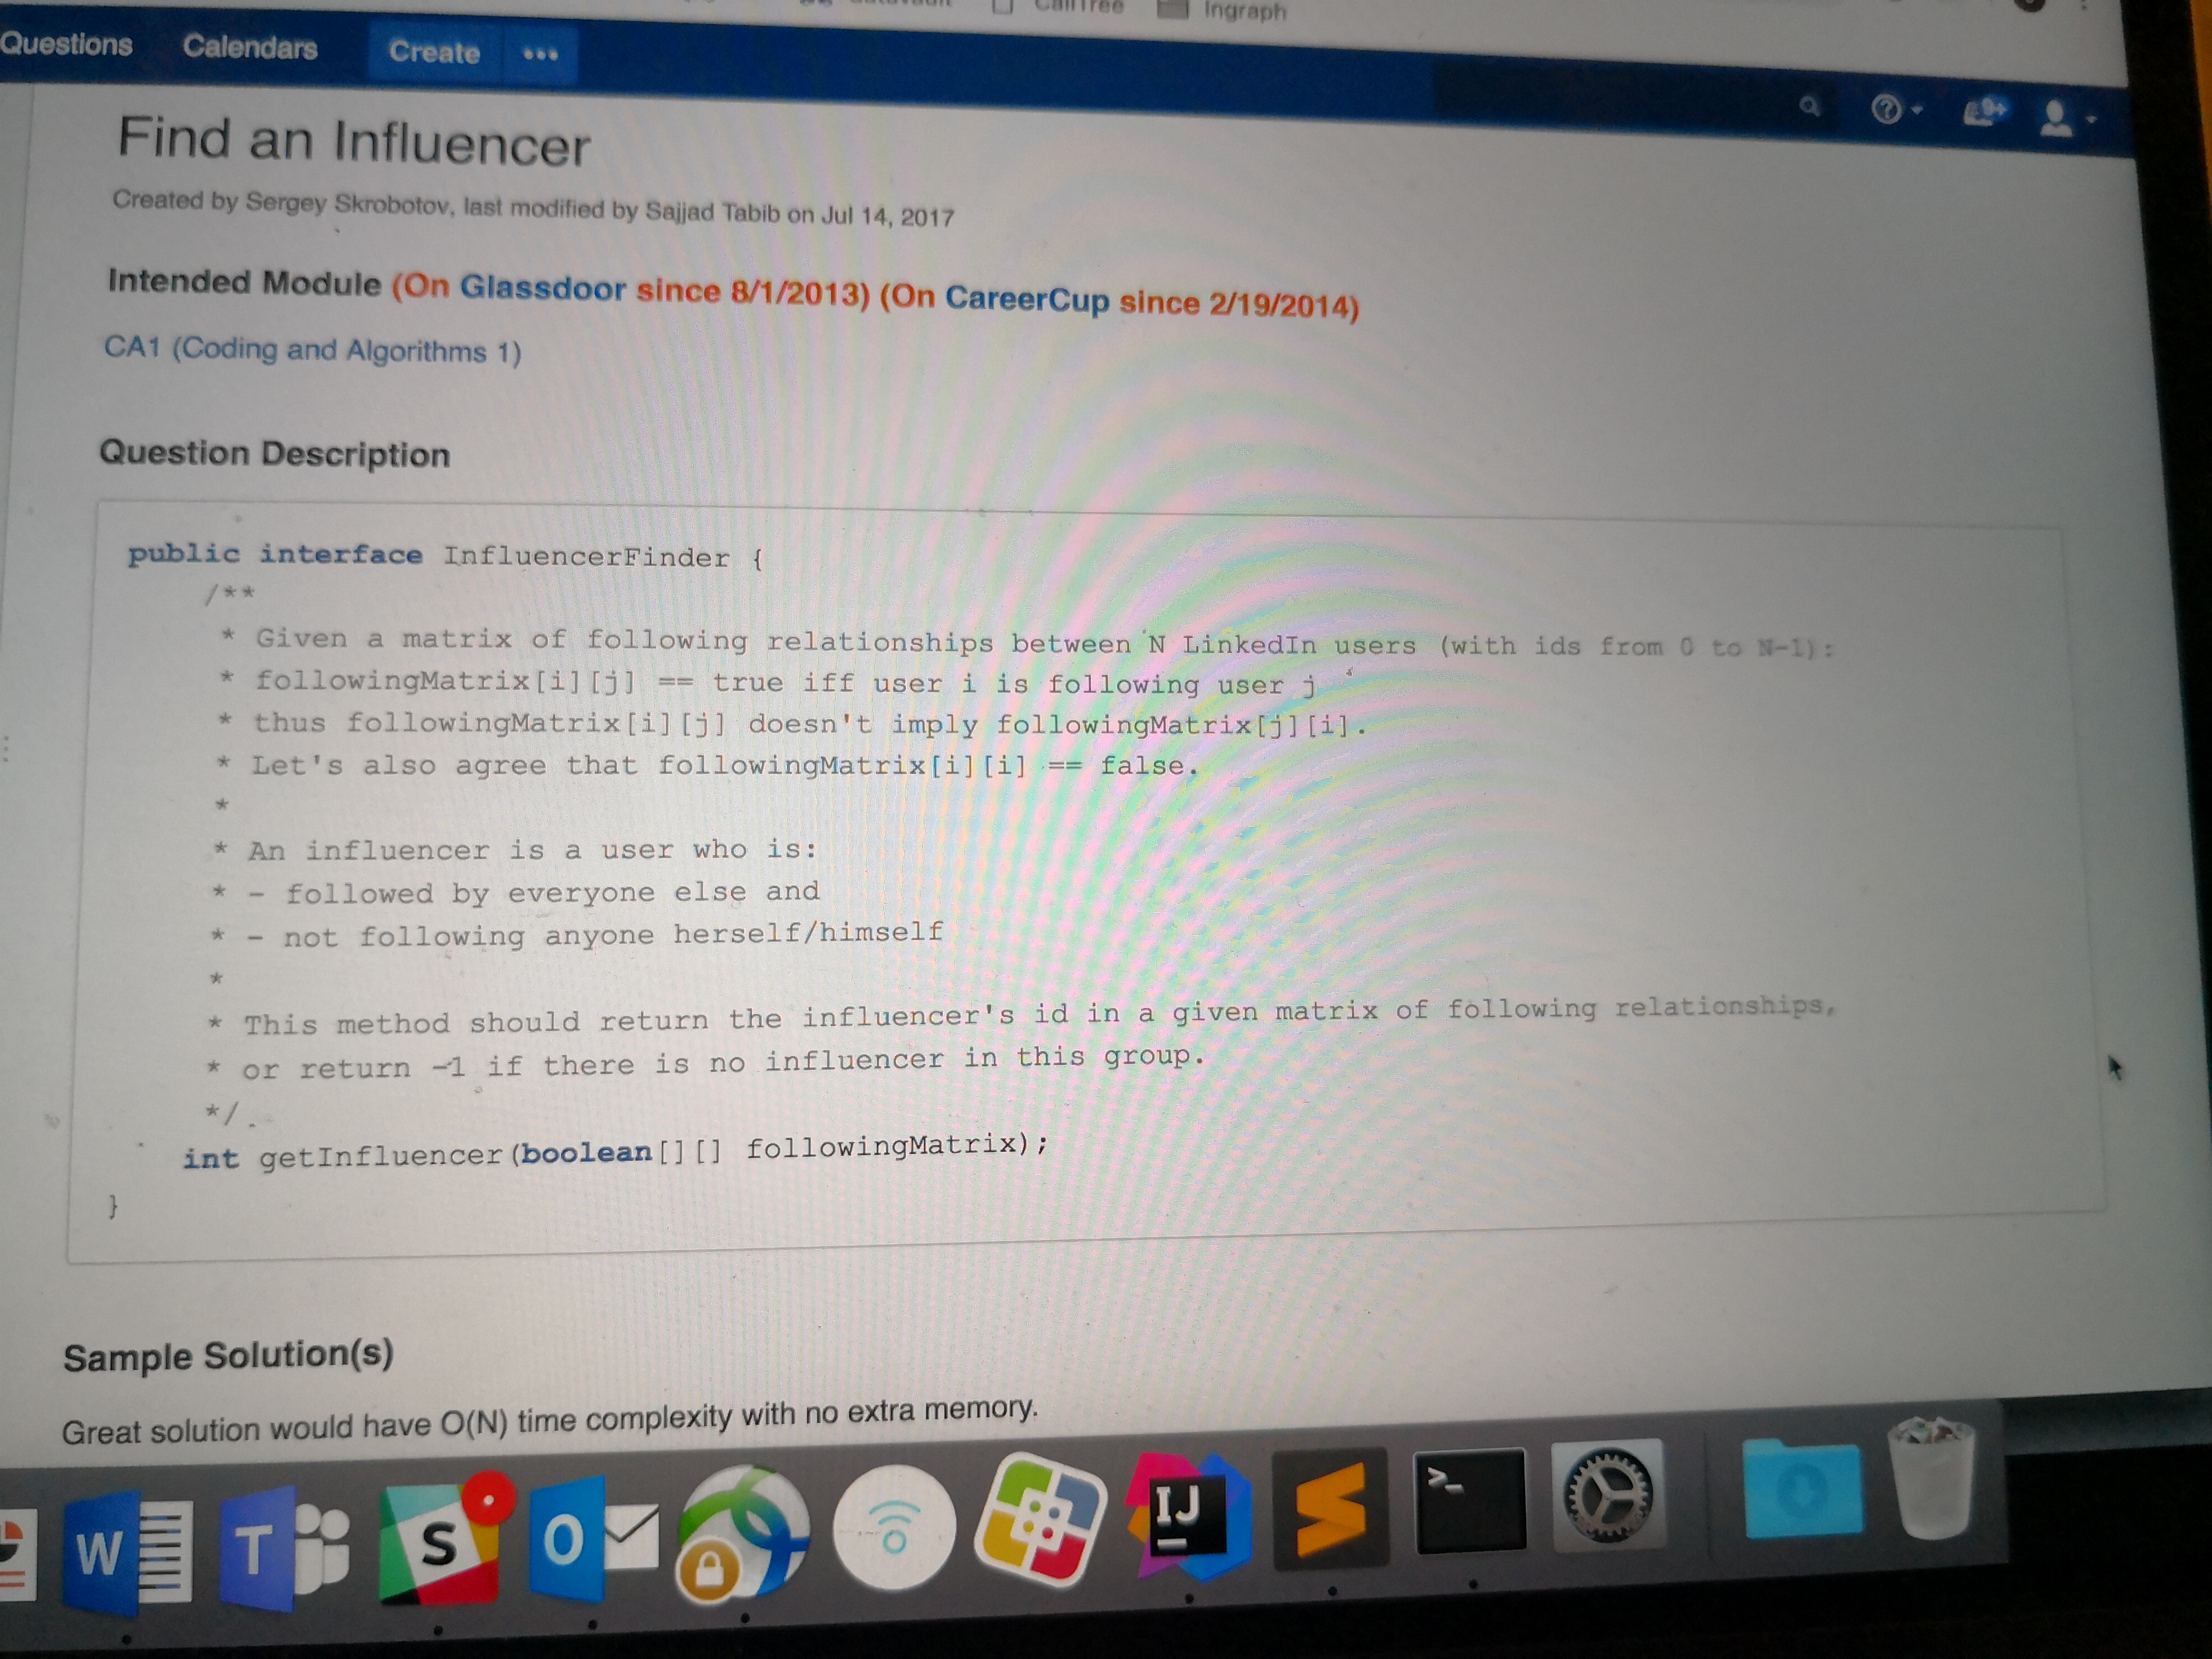 Ingraph
Questions Calendars Create •••
Find an Influencer
Created by Sergey Skrobotov, last modified by Sajjad Tabib on Jul 14, 2017
Intended Module (On Glassdoor since 8/1/2013) (On CareerCup since 2/19/2014)
CA1 (Coding and Algorithms 1)
Question Description
public interface InfluencerFinder {
/**
* Given a matrix of following relationships between N LinkedIn users (with ids from 0 to N-1):
* followingMatrix[i][j] == true iff user i is following user j
* thus followingMatrix[i][j] doesn't imply followingMatrix[j][i].
* Let's also agree that followingMatrix[i][i] == false.
*
* An influencer is a user who is:
* - followed by everyone else and
* - not following anyone herself/himself
*
* This method should return the influencer's id in a given matrix of following relationships,
* or return -1 if there is no influencer in this group.
*/
int getInfluencer(boolean[][] followingMatrix);
}
Sample Solution(s)
Great solution would have O(N) time complexity with no extra memory.
W T S O IJ >_